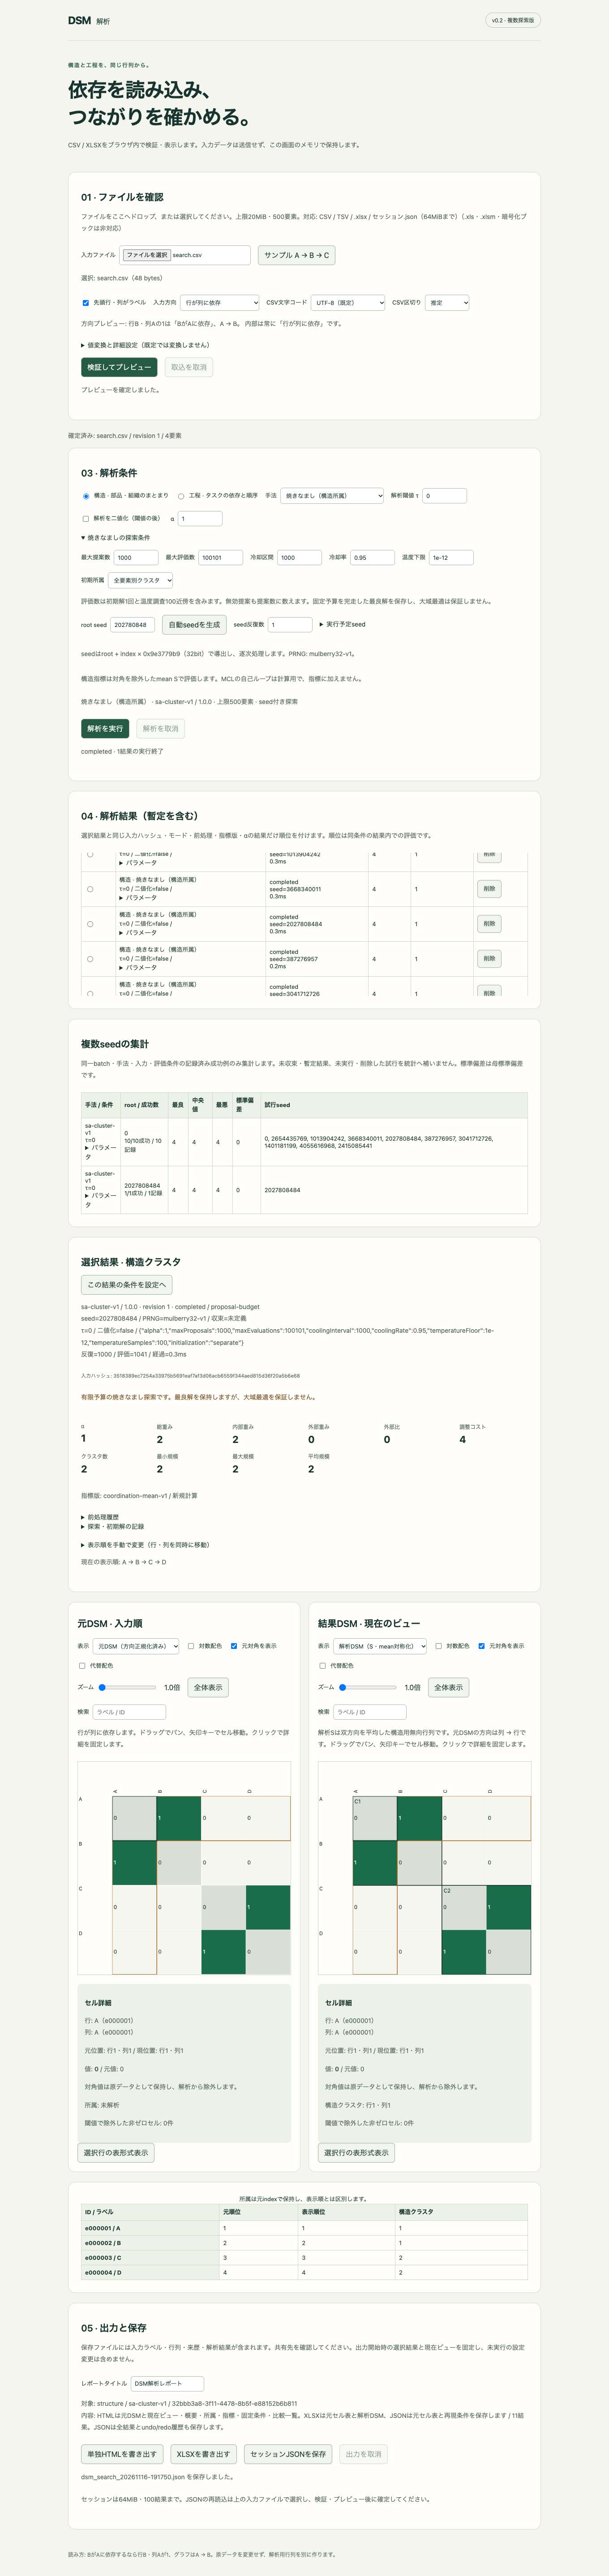 DSM 解析
v0.2・複数探索版
構造と工程を、同じ行列から。
依存を読み込み、
つながりを確かめる。
CSV / XLSXをブラウザ内で検証・表示します。入力データは送信せず、この画面のメモリで保持します。
01・ファイルを確認
ファイルをここへドロップ、または選択してください。上限20MiB・500要素。対応: CSV / TSV / .xlsx / セッション.json（64MiBまで）（.xls・.xlsm・暗号化ブ
ックは非対応）
入力ファイル ファイルを選択 search.csv サンプル A → B → C
選択: search.csv（48 bytes）
先頭行・列がラベル 入力方向 行が列に依存 CSV文字コード UTF-8（既定） CSV区切り 推定
方向プレビュー: 行B・列Aの1は「BがAに依存」、A → B。 内部は常に「行が列に依存」です。
▶ 値変換と詳細設定（既定では変換しません）
検証してプレビュー 取込を取消
プレビューを確定しました。
確定済み: search.csv / revision 1 / 4要素
03・解析条件
構造・部品・組織のまとまり 工程・タスクの依存と順序 手法 焼きなまし（構造所属） 解析閾値 τ 0
解析を二値化（閾値の後） α 1
▼ 焼きなましの探索条件
最大提案数 1000 最大評価数 100101 冷却区間 1000 冷却率 0.95 温度下限 1e-12
初期所属 全要素別クラスタ
評価数は初期解1回と温度調査100近傍を含みます。無効提案も提案数に数えます。固定予算を完走した最良解を保存し、大域最適は保証しません。
root seed 202780848 自動seedを生成 seed反復数 1 ▶ 実行予定seed
seedはroot + index × 0x9e3779b9（32bit）で導出し、逐次処理します。PRNG: mulberry32-v1。
構造指標は対角を除外したmean Sで評価します。MCLの自己ループは計算用で、指標に加えません。
焼きなまし（構造所属）・sa-cluster-v1 / 1.0.0・上限500要素・seed付き探索
解析を実行 解析を取消
completed・1結果の実行終了
04・解析結果（暫定を含む）
選択結果と同じ入力ハッシュ・モード・前処理・指標版・αの結果だけ順位を付けます。順位は同条件の結果内での評価です。
τ=0 / 二値化=false / seed=1013904242 4 1 削除
▶ パラメータ 0.3ms
構造・焼きなまし（構造所属） completed
τ=0 / 二値化=false / seed=3668340011 4 1 削除
▶ パラメータ 0.3ms
構造・焼きなまし（構造所属） completed
τ=0 / 二値化=false / seed=2027808484 4 1 削除
▶ パラメータ 0.3ms
構造・焼きなまし（構造所属） completed
τ=0 / 二値化=false / seed=387276957 4 1 削除
▶ パラメータ 0.2ms
構造・焼きなまし（構造所属） completed
τ=0 / 二値化=false / seed=3041712726 4 1 削除
複数seedの集計
同一batch・手法・入力・評価条件の記録済み成功例のみ集計します。未収束・暫定結果、未実行・削除した試行を統計へ補いません。標準偏差は母標準偏差
です。
手法 / 条件 root / 成功数 最良 中央値 最悪 標準偏差 試行seed
sa-cluster-v1 τ=0 ▶ パラメータ 0 10/10成功 / 10記録 4 4 4 0 0, 2654435769, 1013904242, 3668340011, 2027808484, 387276957, 3041712726, 1401181199, 4055616968, 2415085441
sa-cluster-v1 τ=0 ▶ パラメータ 2027808484 1/1成功 / 1記録 4 4 4 0 2027808484
選択結果・構造クラスタ
この結果の条件を設定へ
sa-cluster-v1 / 1.0.0・revision 1・completed / proposal-budget
seed=2027808484 / PRNG=mulberry32-v1 / 収束=未定義
τ=0 / 二値化=false / {"alpha":1,"maxProposals":1000,"maxEvaluations":100101,"coolingInterval":1000,"coolingRate":0.95,"temperatureFloor":1e-
12,"temperatureSamples":100,"initialization":"separate"}
反復=1000 / 評価=1041 / 経過=0.3ms
有限予算の焼きなまし探索です。最良解を保持しますが、大域最適を保証しません。
α 総重み 内部重み 外部重み 外部比 調整コスト
1 2 2 0 0 4
クラスタ数 最小規模 最大規模 平均規模
2 2 2 2
指標版: coordination-mean-v1 / 新規計算
▶ 前処理履歴
▶ 探索・初期解の記録
▶ 表示順を手動で変更（行・列を同時に移動）
現在の表示順: A → B → C → D
元DSM・入力順
表示 元DSM（方向正規化済み） 対数配色 元対角を表示
代替配色
ズーム 1.0倍 全体表示
検索 ラベル / ID
行が列に依存します。ドラッグでパン、矢印キーでセル移動。クリックで詳
細を固定します。
A B C D
A 0 1 0 0
B 1 0 0 0
C 0 0 0 1
D 0 0 1 0
セル詳細
行: A（e000001）
列: A（e000001）
元位置: 行1・列1 / 現位置: 行1・列1
値: 0 / 元値: 0
対角値は原データとして保持し、解析から除外します。
所属: 未解析
閾値で除外した非ゼロセル: 0件
選択行の表形式表示
結果DSM・現在のビュー
表示 解析DSM（S・mean対称化） 対数配色 元対角を表示
代替配色
ズーム 1.0倍 全体表示
検索 ラベル / ID
解析Sは双方向を平均した構造用無向行列です。元DSMの方向は列 → 行で
す。ドラッグでパン、矢印キーでセル移動。クリックで詳細を固定します。
A B C D
C1
A 0 1 0 0
B 1 0 0 0
C2
C 0 0 0 1
D 0 0 1 0
セル詳細
行: A（e000001）
列: A（e000001）
元位置: 行1・列1 / 現位置: 行1・列1
値: 0 / 元値: 0
対角値は原データとして保持し、解析から除外します。
構造クラスタ: 行1・列1
閾値で除外した非ゼロセル: 0件
選択行の表形式表示
所属は元indexで保持し、表示順とは区別します。
ID / ラベル 元順位 表示順位 構造クラスタ
e000001 / A 1 1 1
e000002 / B 2 2 1
e000003 / C 3 3 2
e000004 / D 4 4 2
05・出力と保存
保存ファイルには入力ラベル・行列・来歴・解析結果が含まれます。共有先を確認してください。出力開始時の選択結果と現在ビューを固定し、未実行の設定
変更は含めません。
レポートタイトル DSM解析レポート
対象: structure / sa-cluster-v1 / 32bbb3a8-3f11-4478-8b5f-e88152b6b811
内容: HTMLは元DSMと現在ビュー・概要・所属・指標・固定条件・比較一覧。XLSXは元セル表と解析DSM、JSONは元セル表と再現条件を保存します / 11結
果。JSONは全結果とundo/redo履歴も保存します。
単独HTMLを書き出す XLSXを書き出す セッションJSONを保存 出力を取消
dsm_search_20261116-191750.json を保存しました。
セッションは64MiB・100結果まで。JSONの再読込は上の入力ファイルで選択し、検証・プレビュー後に確定してください。
読み方: BがAに依存するなら行B・列Aが1、グラフはA → B。原データを変更せず、解析用行列を別に作ります。